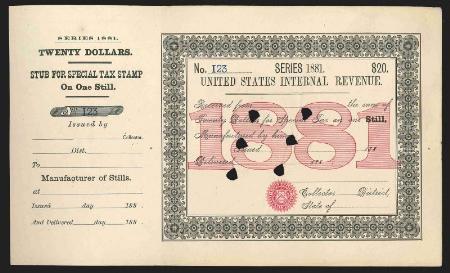 SERIES 1881.
TWENTY DOLLARS.
STUB FOR SPECIAL TAX STAMP
On One Still.
No 123
Issued by
Collector,
Dist.
To
Manufacturer of Stills.
at
Issued day 188 .
And Delivered day 188 .
No. 123 SERIES 1881. $20.
UNITED STATES INTERNAL REVENUE.
1881
Received from the sum of
Twenty Dollars for Special Tax on one Still,
Manufactured by him
Issued 188
Delivered 188
Collector District,
State of